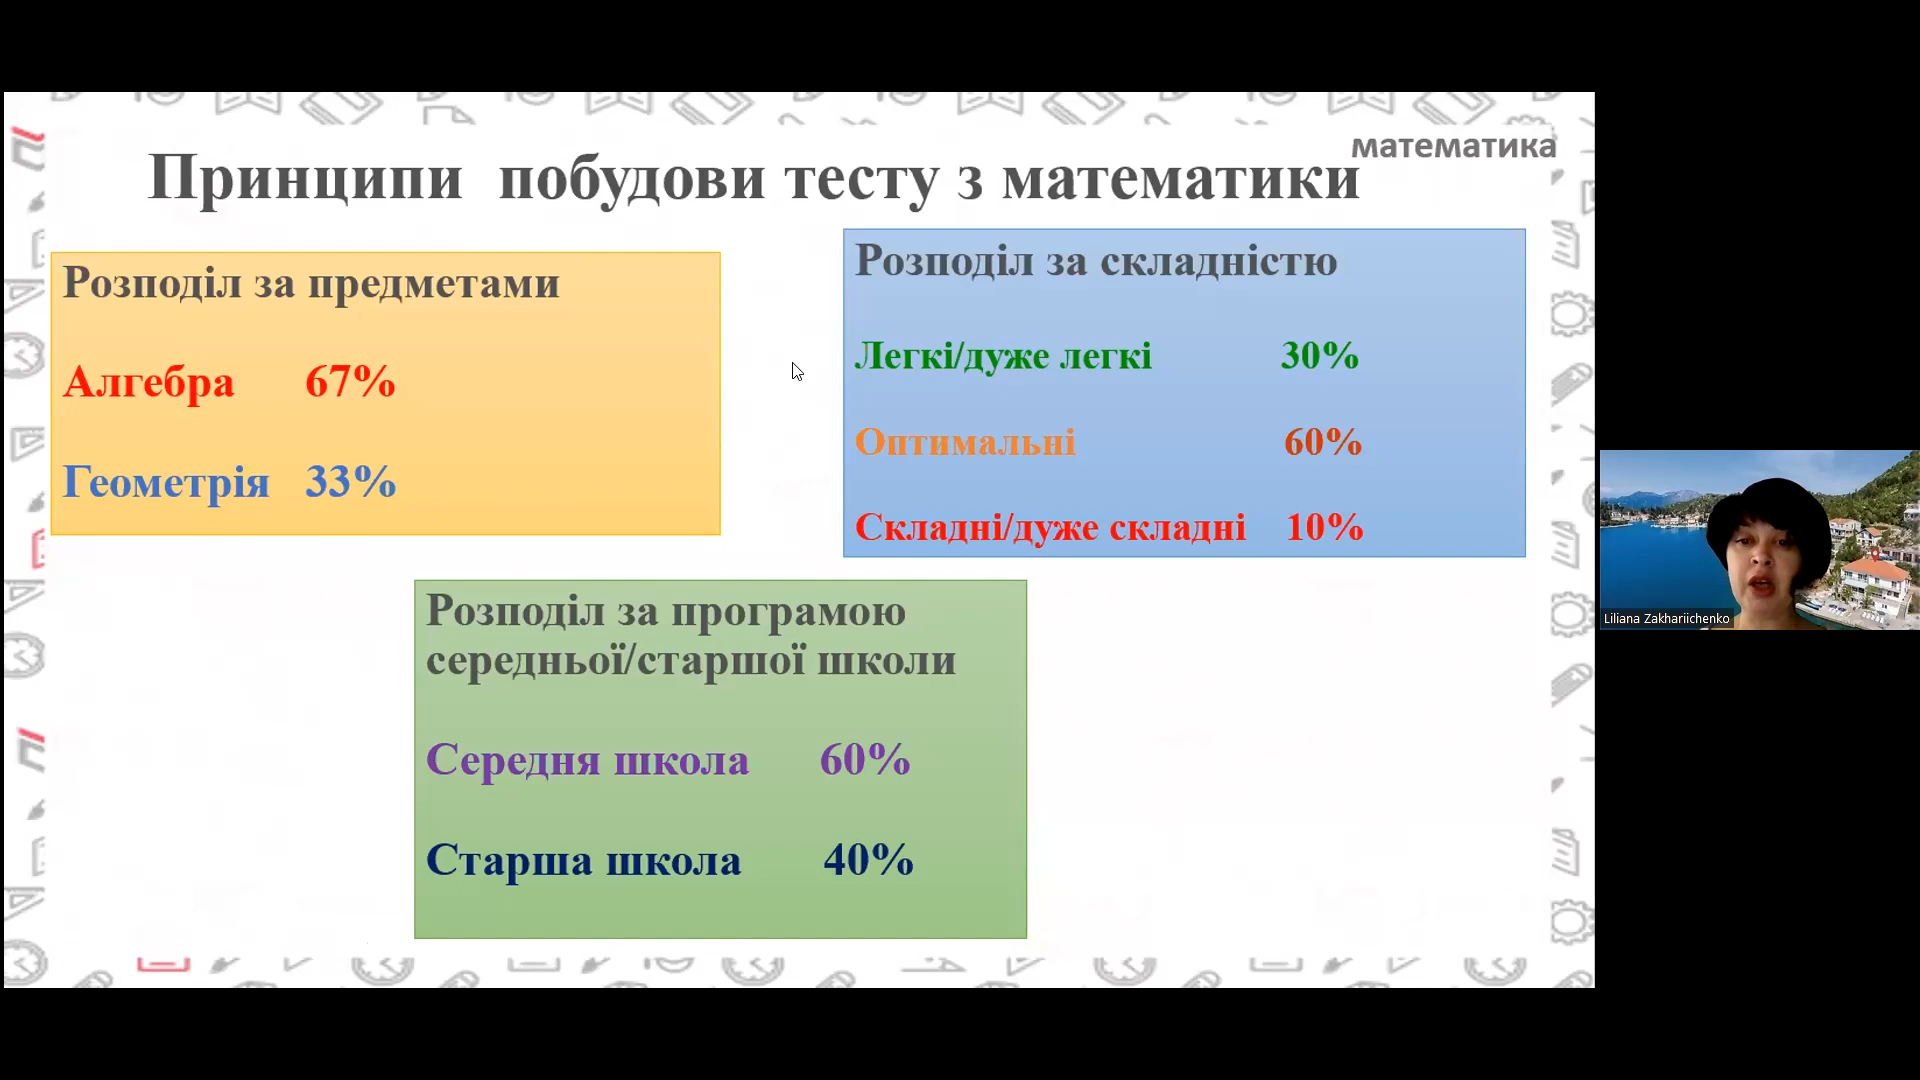 математика
Принципи побудови тесту з математики
Розподіл за предметами
Алгебра 67%
Геометрія 33%
Розподіл за складністю
Легкі/дуже легкі 30%
Оптимальні 60%
Складні/дуже складні 10%
Розподіл за програмою
середньої/старшої школи
Середня школа 60%
Старша школа 40%
Liliana Zakhariichenko